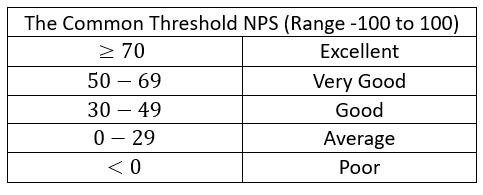 The Common Threshold NPS (Range -100 to 100)
≥ 70 Excellent
50 − 69 Very Good
30 − 49 Good
0 − 29 Average
< 0 Poor